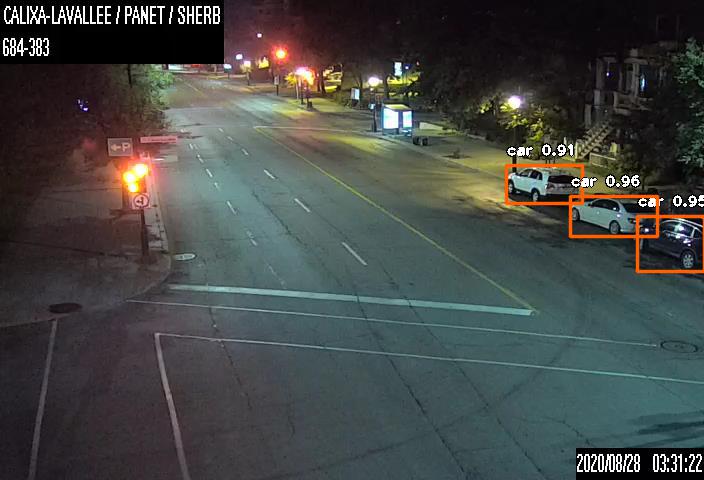 CALIXA-LAVALLEE / PANET / SHERB
684-383
car 0.91
car 0.96
car 0.95
←P
2020/08/28 03:31:22